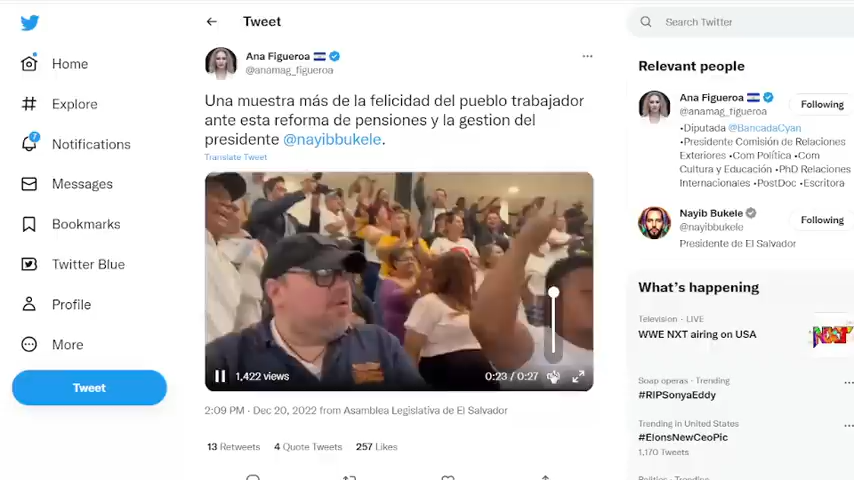 Tweet
Search Twitter
Home
Explore
7
Notifications
Messages
Bookmarks
Twitter Blue
Profile
More
Tweet
Ana Figueroa
@anamag_figueroa
Una muestra más de la felicidad del pueblo trabajador
ante esta reforma de pensiones y la gestion del
presidente @nayibbukele.
Translate Tweet
1,422 views
0:23 / 0:27
2:09 PM · Dec 20, 2022 from Asamblea Legislativa de El Salvador
13 Retweets 4 Quote Tweets 257 Likes
Relevant people
Ana Figueroa
@anamag_figueroa
Following
•Diputada @BancadaCyan
•Presidente Comisión de Relaciones
Exteriores •Com Política •Com
Cultura y Educación •PhD Relaciones
Internacionales •PostDoc •Escritora
Nayib Bukele
@nayibbukele
Following
Presidente de El Salvador
What's happening
Television · LIVE
WWE NXT airing on USA
NXT
Soap operas · Trending
#RIPSonyaEddy
Trending in United States
#ElonsNewCeoPic
1,170 Tweets
Politics · Trending